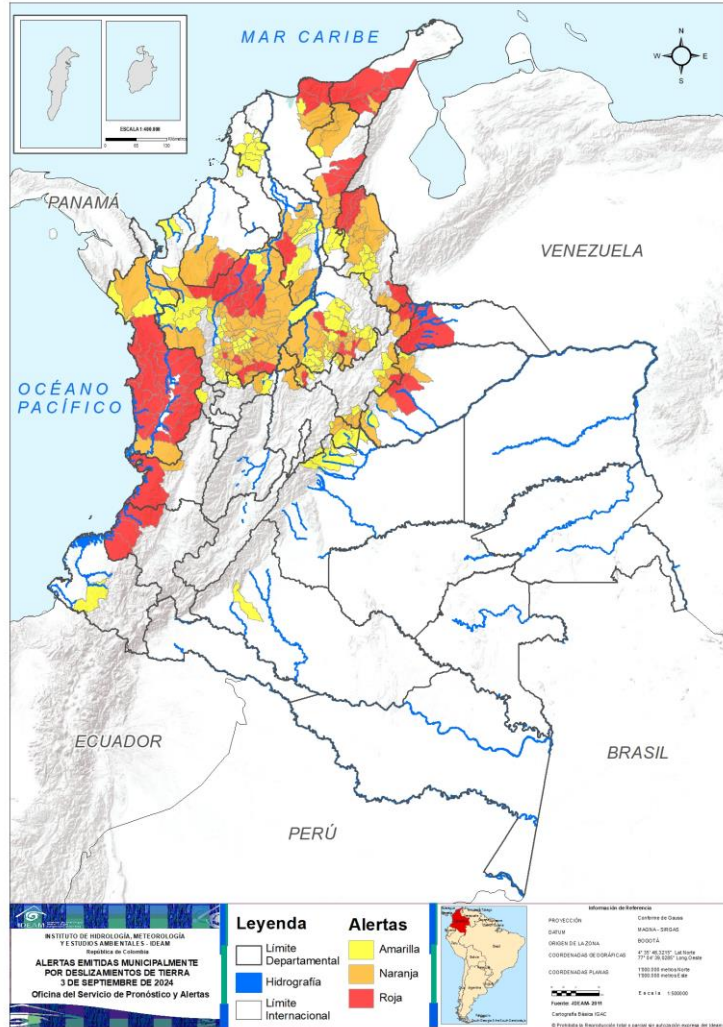 MAR CARIBE
N
W
E
S
ESCALA 1:400.000
PANAMÁ
VENEZUELA
OCÉANO
PACÍFICO
ECUADOR
BRASIL
PERÚ
IDEAM
INSTITUTO DE HIDROLOGÍA, METEOROLOGÍA
Y ESTUDIOS AMBIENTALES - IDEAM
República de Colombia
ALERTAS EMITIDAS MUNICIPALMENTE
POR DESLIZAMIENTOS DE TIERRA
3 DE SEPTIEMBRE DE 2024
Oficina del Servicio de Pronóstico y Alertas
Leyenda
Límite
Departamental
Hidrografía
Límite
Internacional
Alertas
Amarilla
Naranja
Roja
Información de Referencia
PROYECCIÓN
Conforme de Gauss
DATUM
MAGNA - SIRGAS
ORIGEN DE LA ZONA
BOGOTÁ
COORDENADAS GEOGRÁFICAS
COORDENADAS PLANAS
Fuente: IDEAM 2011
Cartografía Básica IGAC